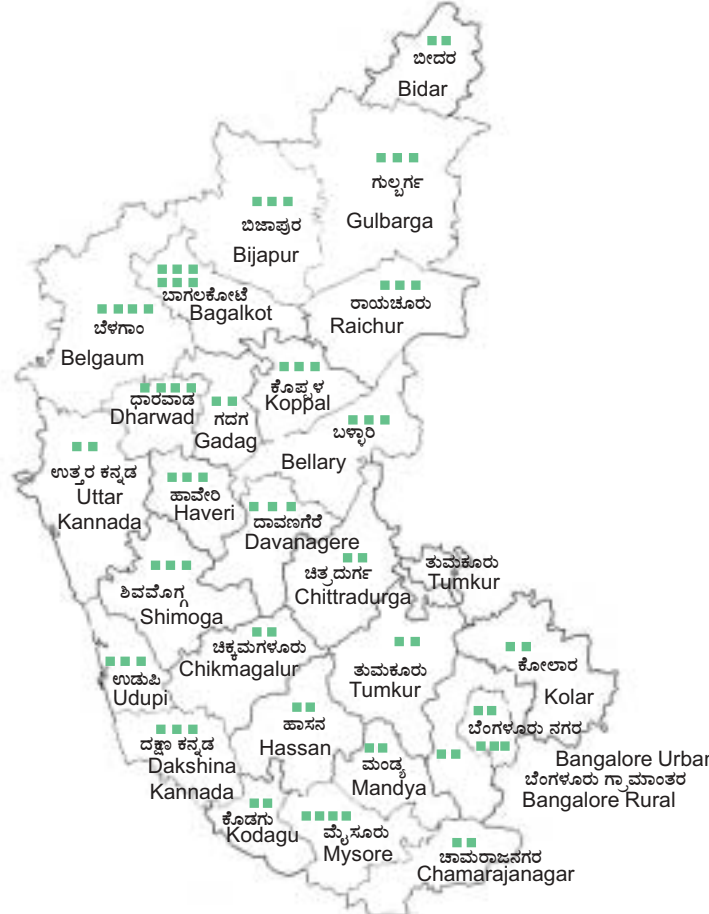 ಬೀದರ
Bidar
ಗುಲ್ಬರ್ಗ
Gulbarga
ಬಿಜಾಪುರ
Bijapur
ಬಾಗಲಕೋಟೆ
Bagalkot
ರಾಯಚೂರು
Raichur
ಬೆಳಗಾಂ
Belgaum
ಧಾರವಾಡ
Dharwad
ಗದಗ
Gadag
ಕೊಪ್ಪಳ
Koppal
ಬಳ್ಳಾರಿ
Bellary
ಉತ್ತರ ಕನ್ನಡ
Uttar
Kannada
ಹಾವೇರಿ
Haveri
ದಾವಣಗೆರೆ
Davanagere
ಚಿತ್ರದುರ್ಗ
Chittradurga
ತುಮಕೂರು
Tumkur
ಶಿವಮೊಗ್ಗ
Shimoga
ಚಿಕ್ಕಮಗಳೂರು
Chikmagalur
ತುಮಕೂರು
Tumkur
ಕೋಲಾರ
Kolar
ಉಡುಪಿ
Udupi
ಹಾಸನ
Hassan
ಬೆಂಗಳೂರು ನಗರ
Bangalore Urban
ಬೆಂಗಳೂರು ಗ್ರಾಮಾಂತರ
Bangalore Rural
ದಕ್ಷಿಣ ಕನ್ನಡ
Dakshina
Kannada
ಮಂಡ್ಯ
Mandya
ಕೊಡಗು
Kodagu
ಮೈಸೂರು
Mysore
ಚಾಮರಾಜನಗರ
Chamarajanagar